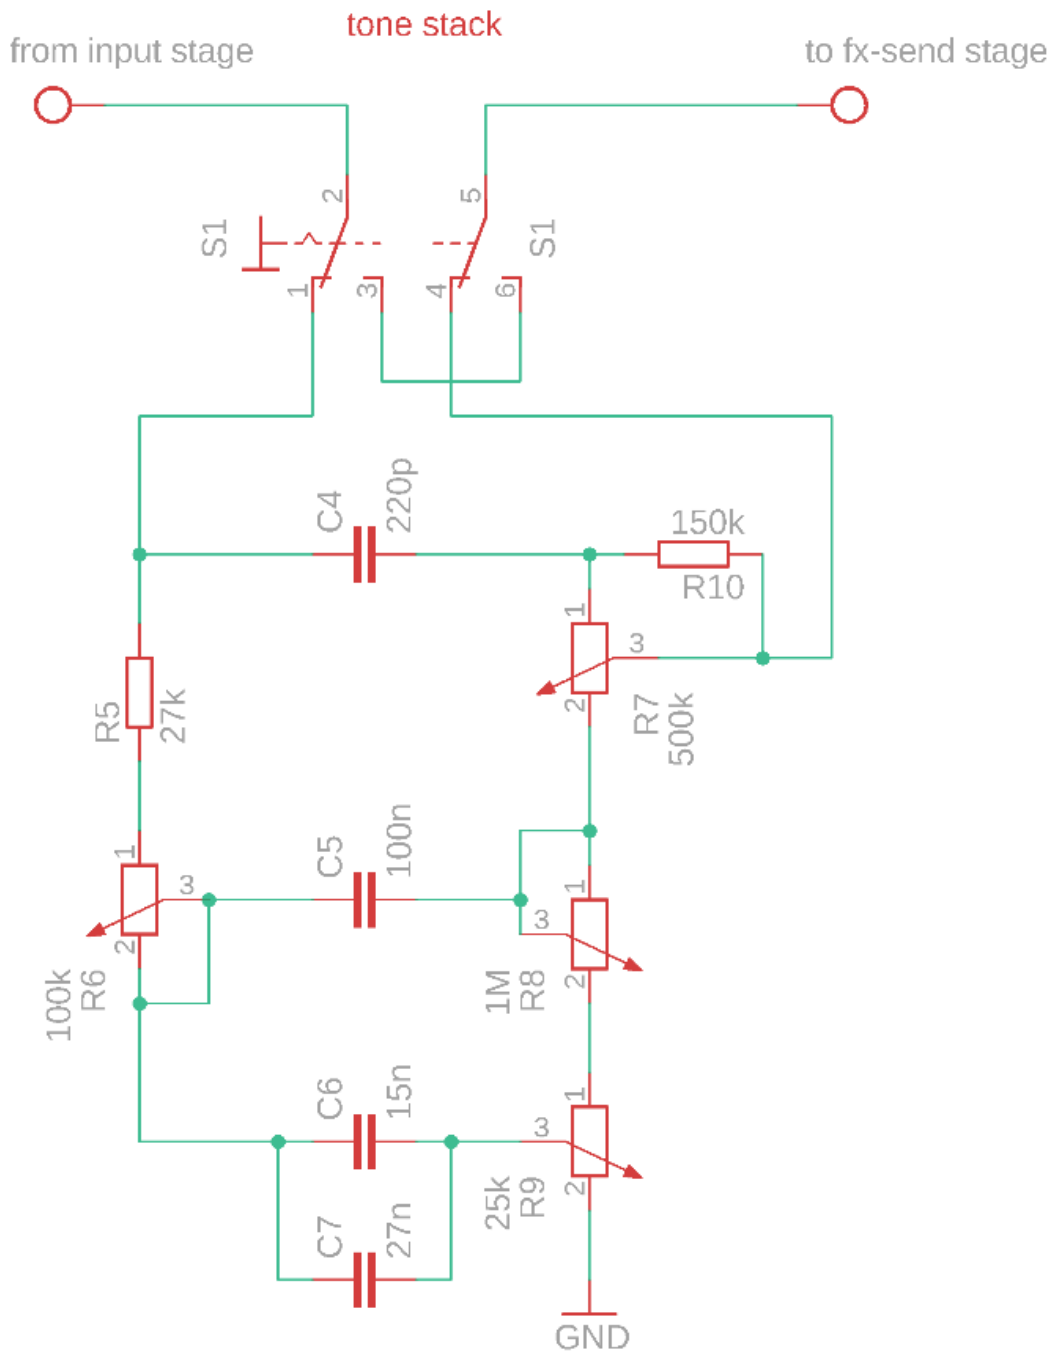 tone stack
from input stage
to fx-send stage
2
5
S1
S1
1
3
4
6
C4
220p
150k
R10
1
3
2
R7
500k
R5
27k
1
3
2
100k
R6
C5
100n
1
3
2
1M
R8
C6
15n
1
3
2
25k
R9
C7
27n
GND